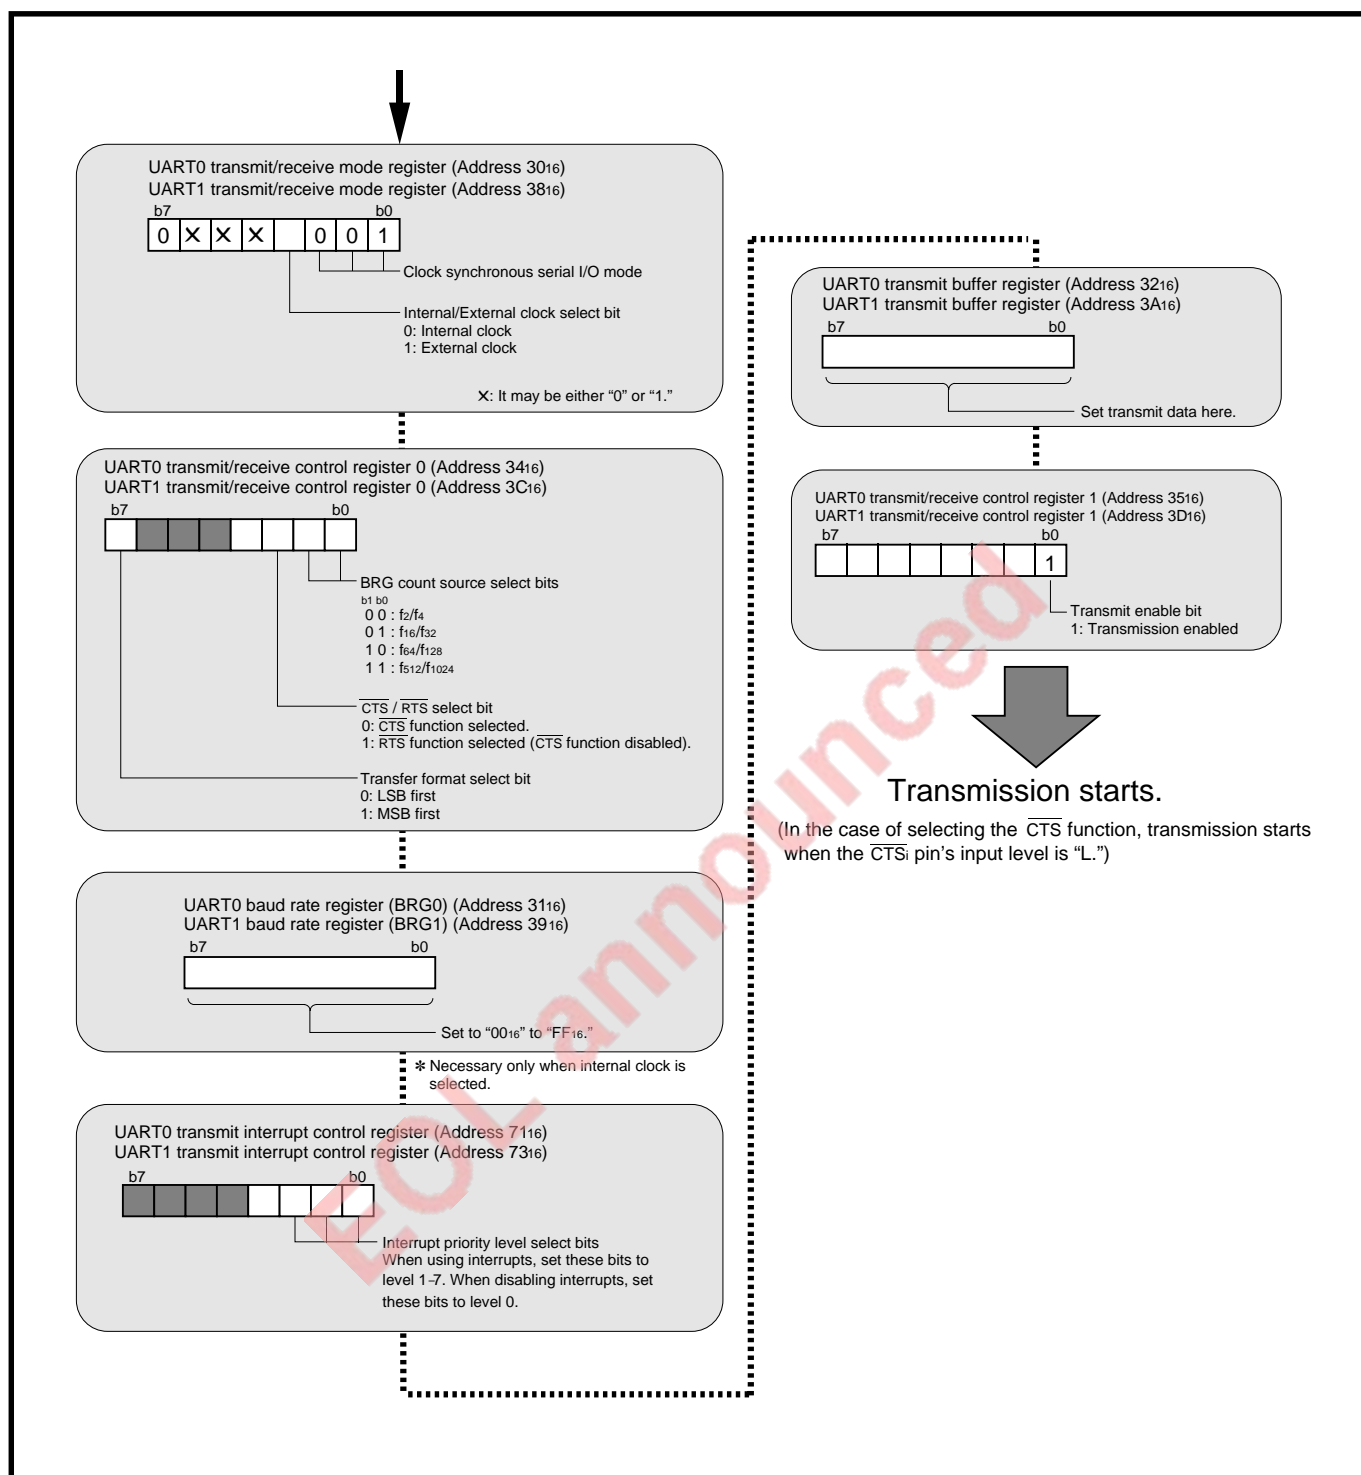 UART0 transmit/receive mode register (Address 3016)
UART1 transmit/receive mode register (Address 3816)
b7 b0
0 ✕ ✕ ✕ 0 0 1
Clock synchronous serial I/O mode
Internal/External clock select bit
0: Internal clock
1: External clock
✕: It may be either “0” or “1.”
UART0 transmit/receive control register 0 (Address 3416)
UART1 transmit/receive control register 0 (Address 3C16)
b7 b0
BRG count source select bits
b1 b0
0 0 : f2/f4
0 1 : f16/f32
1 0 : f64/f128
1 1 : f512/f1024
CTS / RTS select bit
0: CTS function selected.
1: RTS function selected (CTS function disabled).
Transfer format select bit
0: LSB first
1: MSB first
UART0 baud rate register (BRG0) (Address 3116)
UART1 baud rate register (BRG1) (Address 3916)
b7 b0
Set to “0016” to “FF16.”
✻ Necessary only when internal clock is
selected.
UART0 transmit interrupt control register (Address 7116)
UART1 transmit interrupt control register (Address 7316)
b7 b0
Interrupt priority level select bits
When using interrupts, set these bits to
level 1–7. When disabling interrupts, set
these bits to level 0.
UART0 transmit buffer register (Address 3216)
UART1 transmit buffer register (Address 3A16)
b7 b0
Set transmit data here.
UART0 transmit/receive control register 1 (Address 3516)
UART1 transmit/receive control register 1 (Address 3D16)
b7 b0
1
Transmit enable bit
1: Transmission enabled
Transmission starts.
(In the case of selecting the CTS function, transmission starts
when the CTSi pin’s input level is “L.”)
EOL announced